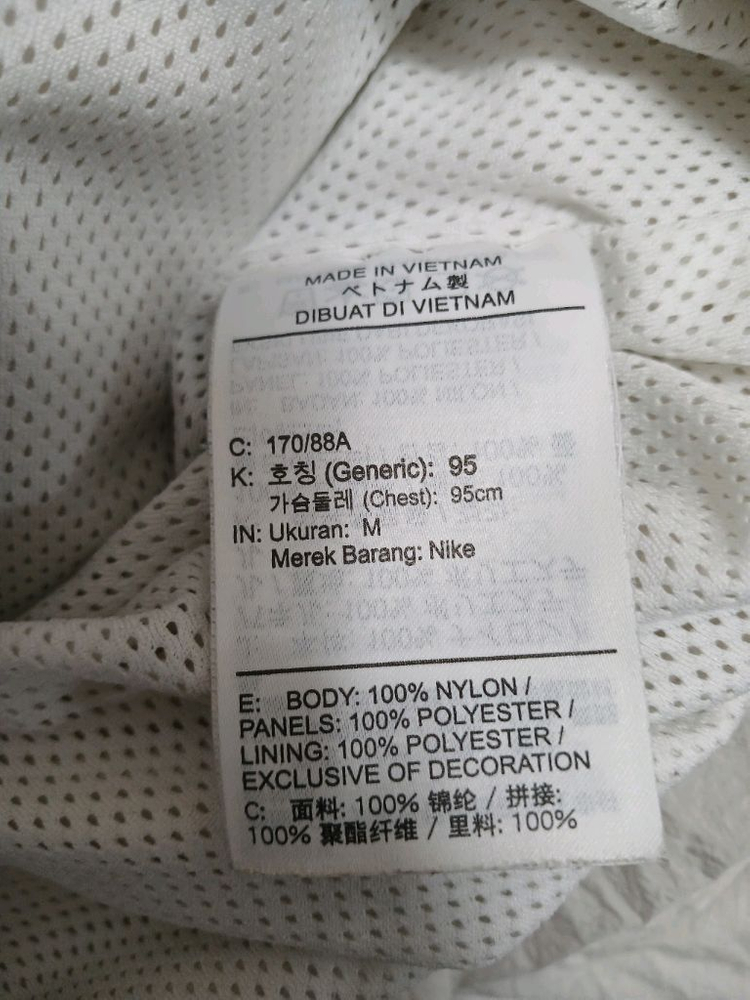 MADE IN VIETNAM
ベトナム製
DIBUAT DI VIETNAM
C: 170/88A
K: 호칭 (Generic): 95
가슴둘레 (Chest): 95cm
IN: Ukuran: M
Merek Barang: Nike
E: BODY: 100% NYLON /
PANELS: 100% POLYESTER /
LINING: 100% POLYESTER /
EXCLUSIVE OF DECORATION
C: 面料: 100% 锦纶 / 拼接:
100% 聚酯纤维 / 里料: 100%